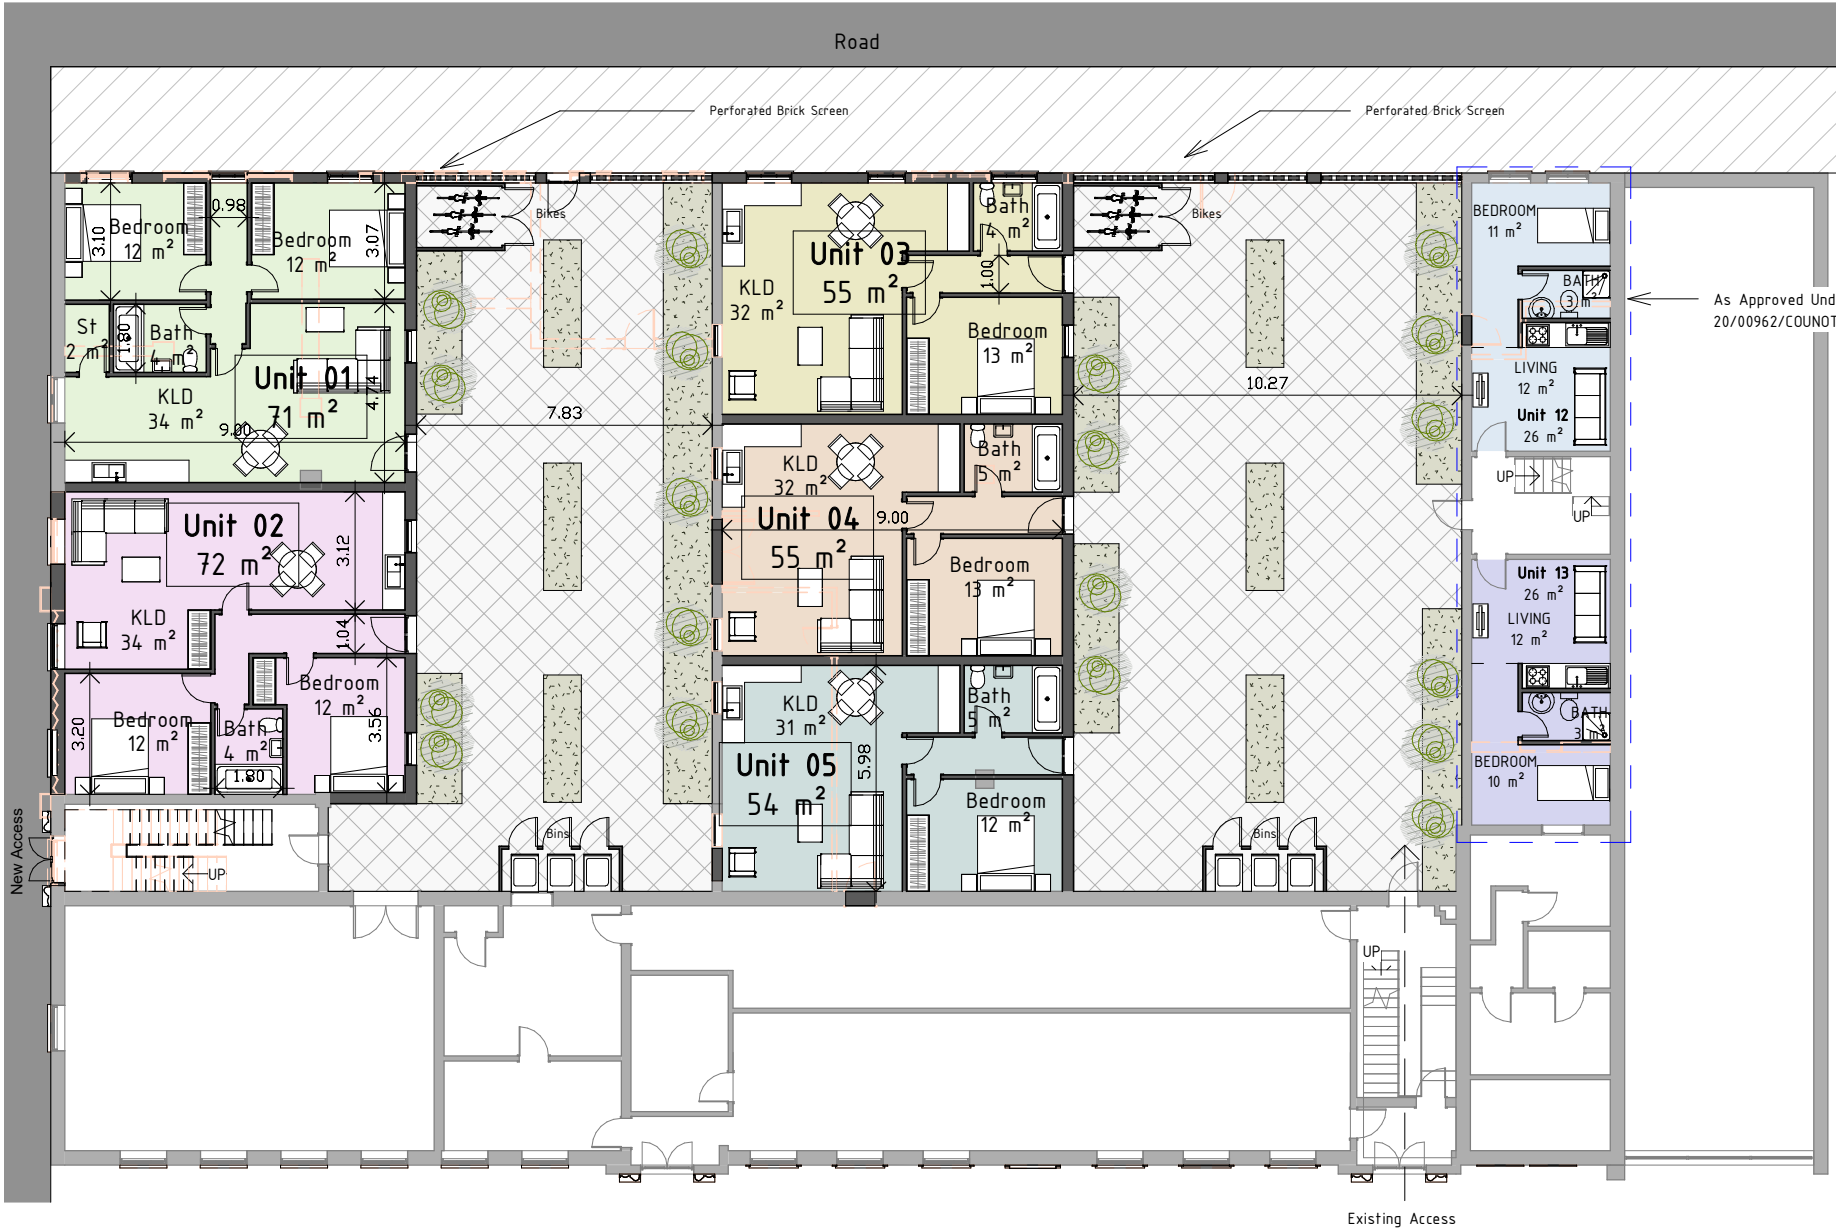 Road
Perforated Brick Screen
Perforated Brick Screen
Bedroom
12 m²
3.10
0.98
Bedroom
12 m²
3.07
St
2 m²
1.80
Bath
4 m²
Unit 01
71 m²
4.74
KLD
34 m²
9.00
Bikes
7.83
Unit 02
72 m²
3.12
KLD
34 m²
1.04
Bedroom
12 m²
3.20
Bath
4 m²
1.80
Bedroom
12 m²
3.56
UP
New Access
Bins
Bath
4 m²
Unit 03
55 m²
KLD
32 m²
1.00
Bedroom
13 m²
KLD
32 m²
Bath
5 m²
Unit 04
55 m²
9.00
Bedroom
13 m²
KLD
31 m²
Bath
5 m²
Unit 05
54 m²
5.98
Bedroom
12 m²
Bikes
10.27
Bins
BEDROOM
11 m²
BATH
3 m²
LIVING
12 m²
Unit 12
26 m²
UP
UP
Unit 13
26 m²
LIVING
12 m²
BATH
3
BEDROOM
10 m²
As Approved Und
20/00962/COUNOT
UP
Existing Access